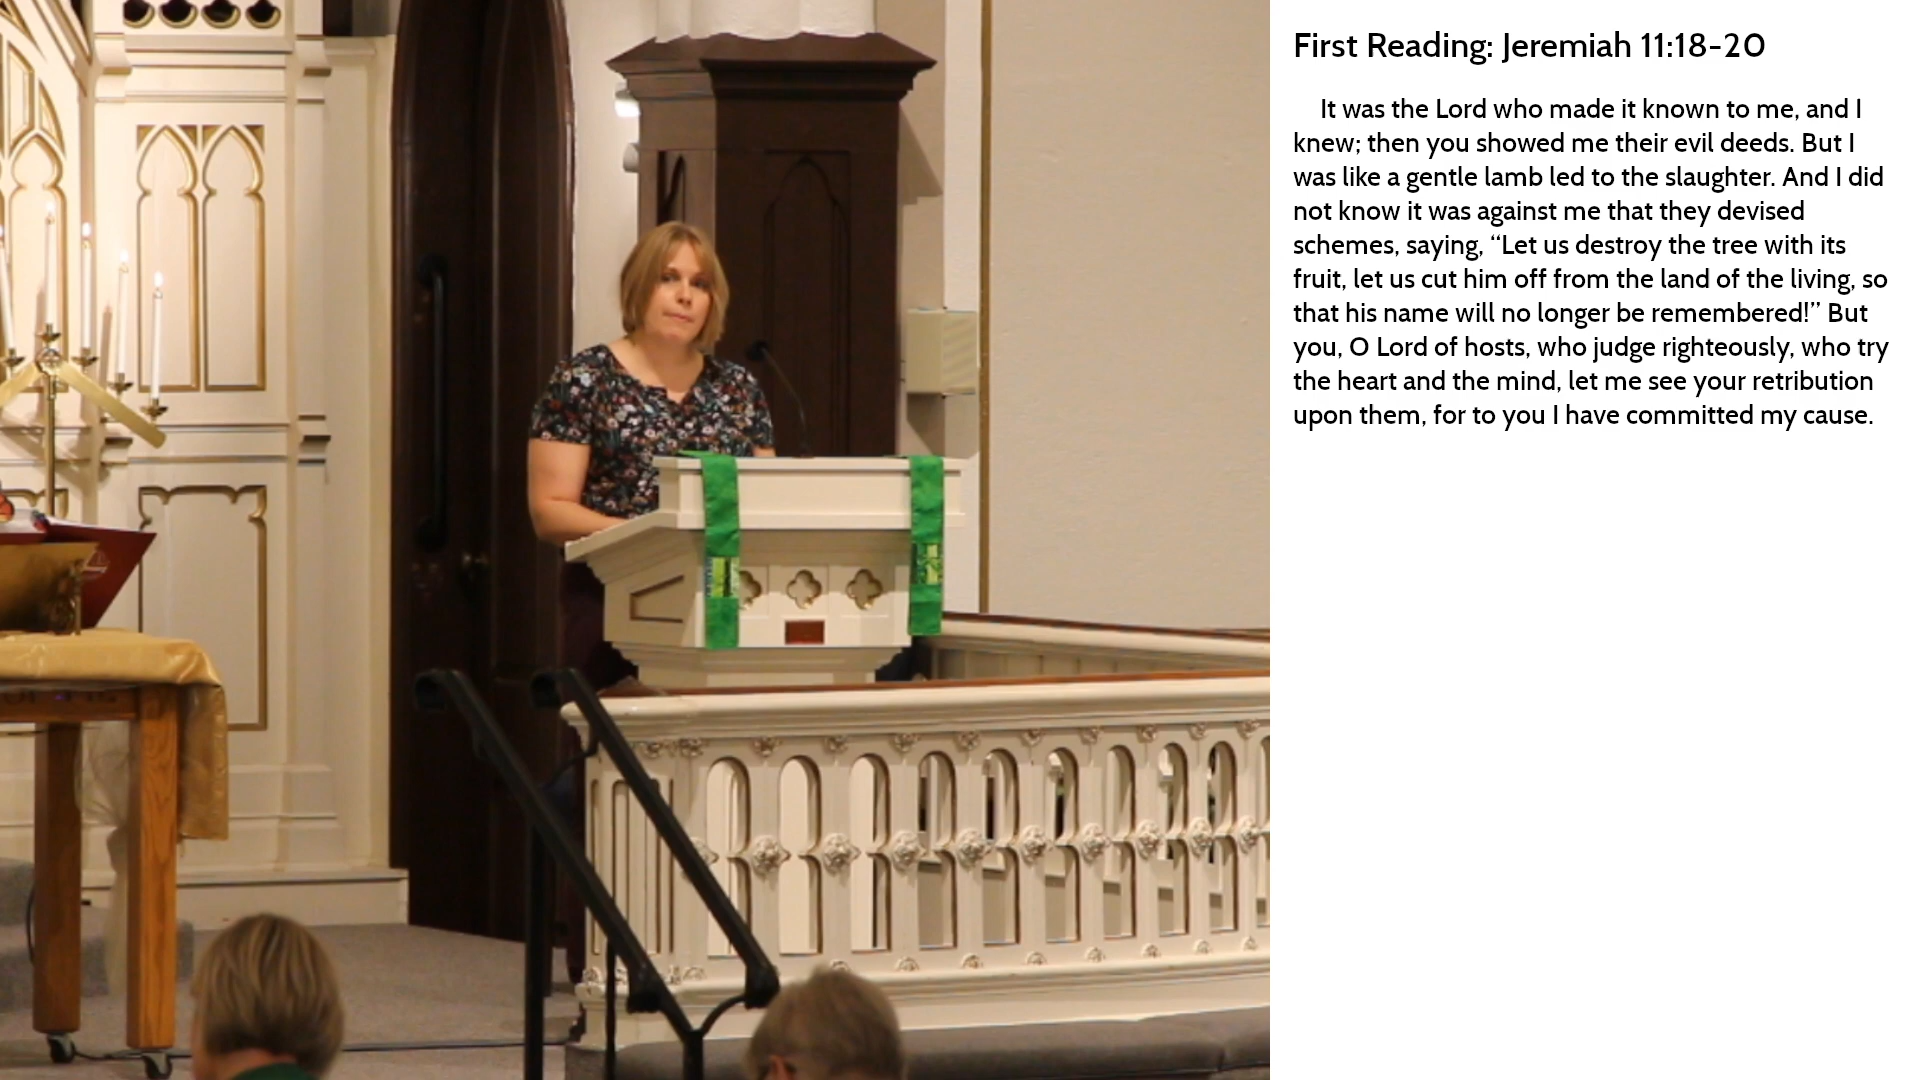 First Reading: Jeremiah 11:18-20
It was the Lord who made it known to me, and I
knew; then you showed me their evil deeds. But I
was like a gentle lamb led to the slaughter. And I did
not know it was against me that they devised
schemes, saying, “Let us destroy the tree with its
fruit, let us cut him off from the land of the living, so
that his name will no longer be remembered!” But
you, O Lord of hosts, who judge righteously, who try
the heart and the mind, let me see your retribution
upon them, for to you I have committed my cause.